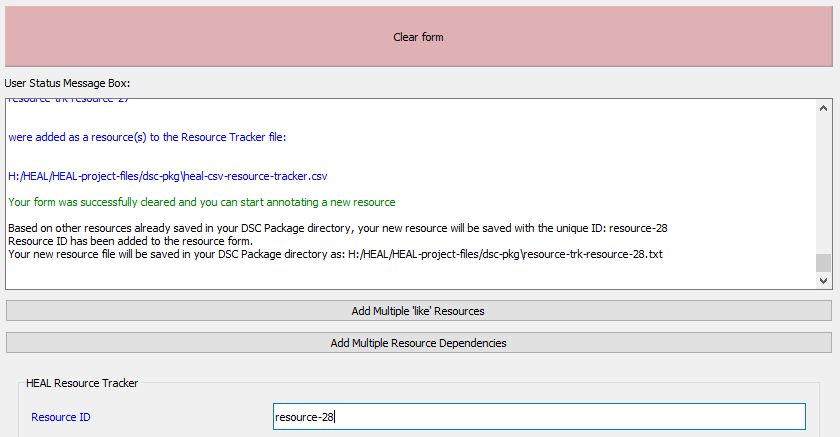 Clear form
User Status Message Box:
resource-trk-resource-27
were added as a resource(s) to the Resource Tracker file:
H:/HEAL/HEAL-project-files/dsc-pkg\heal-csv-resource-tracker.csv
Your form was successfully cleared and you can start annotating a new resource
Based on other resources already saved in your DSC Package directory, your new resource will be saved with the unique ID: resource-28
Resource ID has been added to the resource form.
Your new resource file will be saved in your DSC Package directory as: H:/HEAL/HEAL-project-files/dsc-pkg\resource-trk-resource-28.txt
Add Multiple 'like' Resources
Add Multiple Resource Dependencies
HEAL Resource Tracker
Resource ID
resource-28